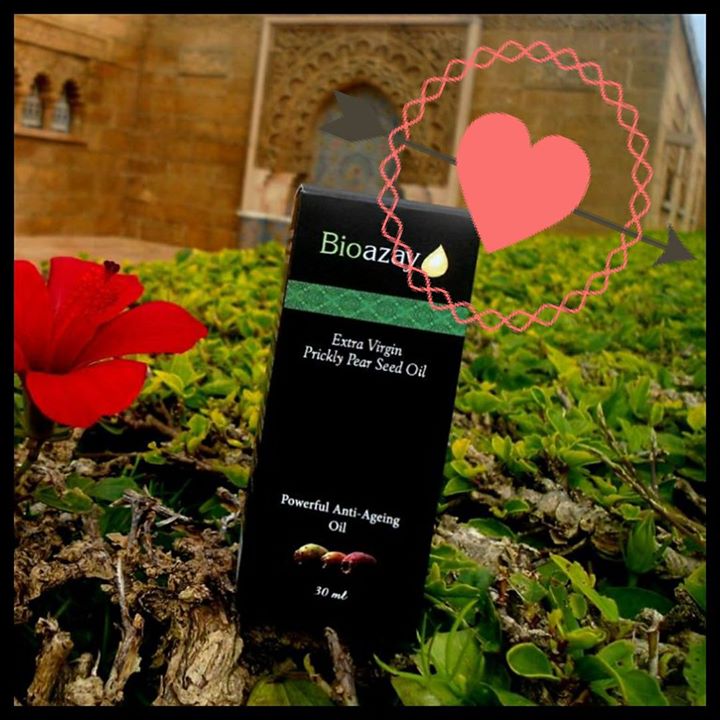 Bioazay
Extra Virgin
Prickly Pear Seed Oil
Powerful Anti-Ageing
Oil
30 ml